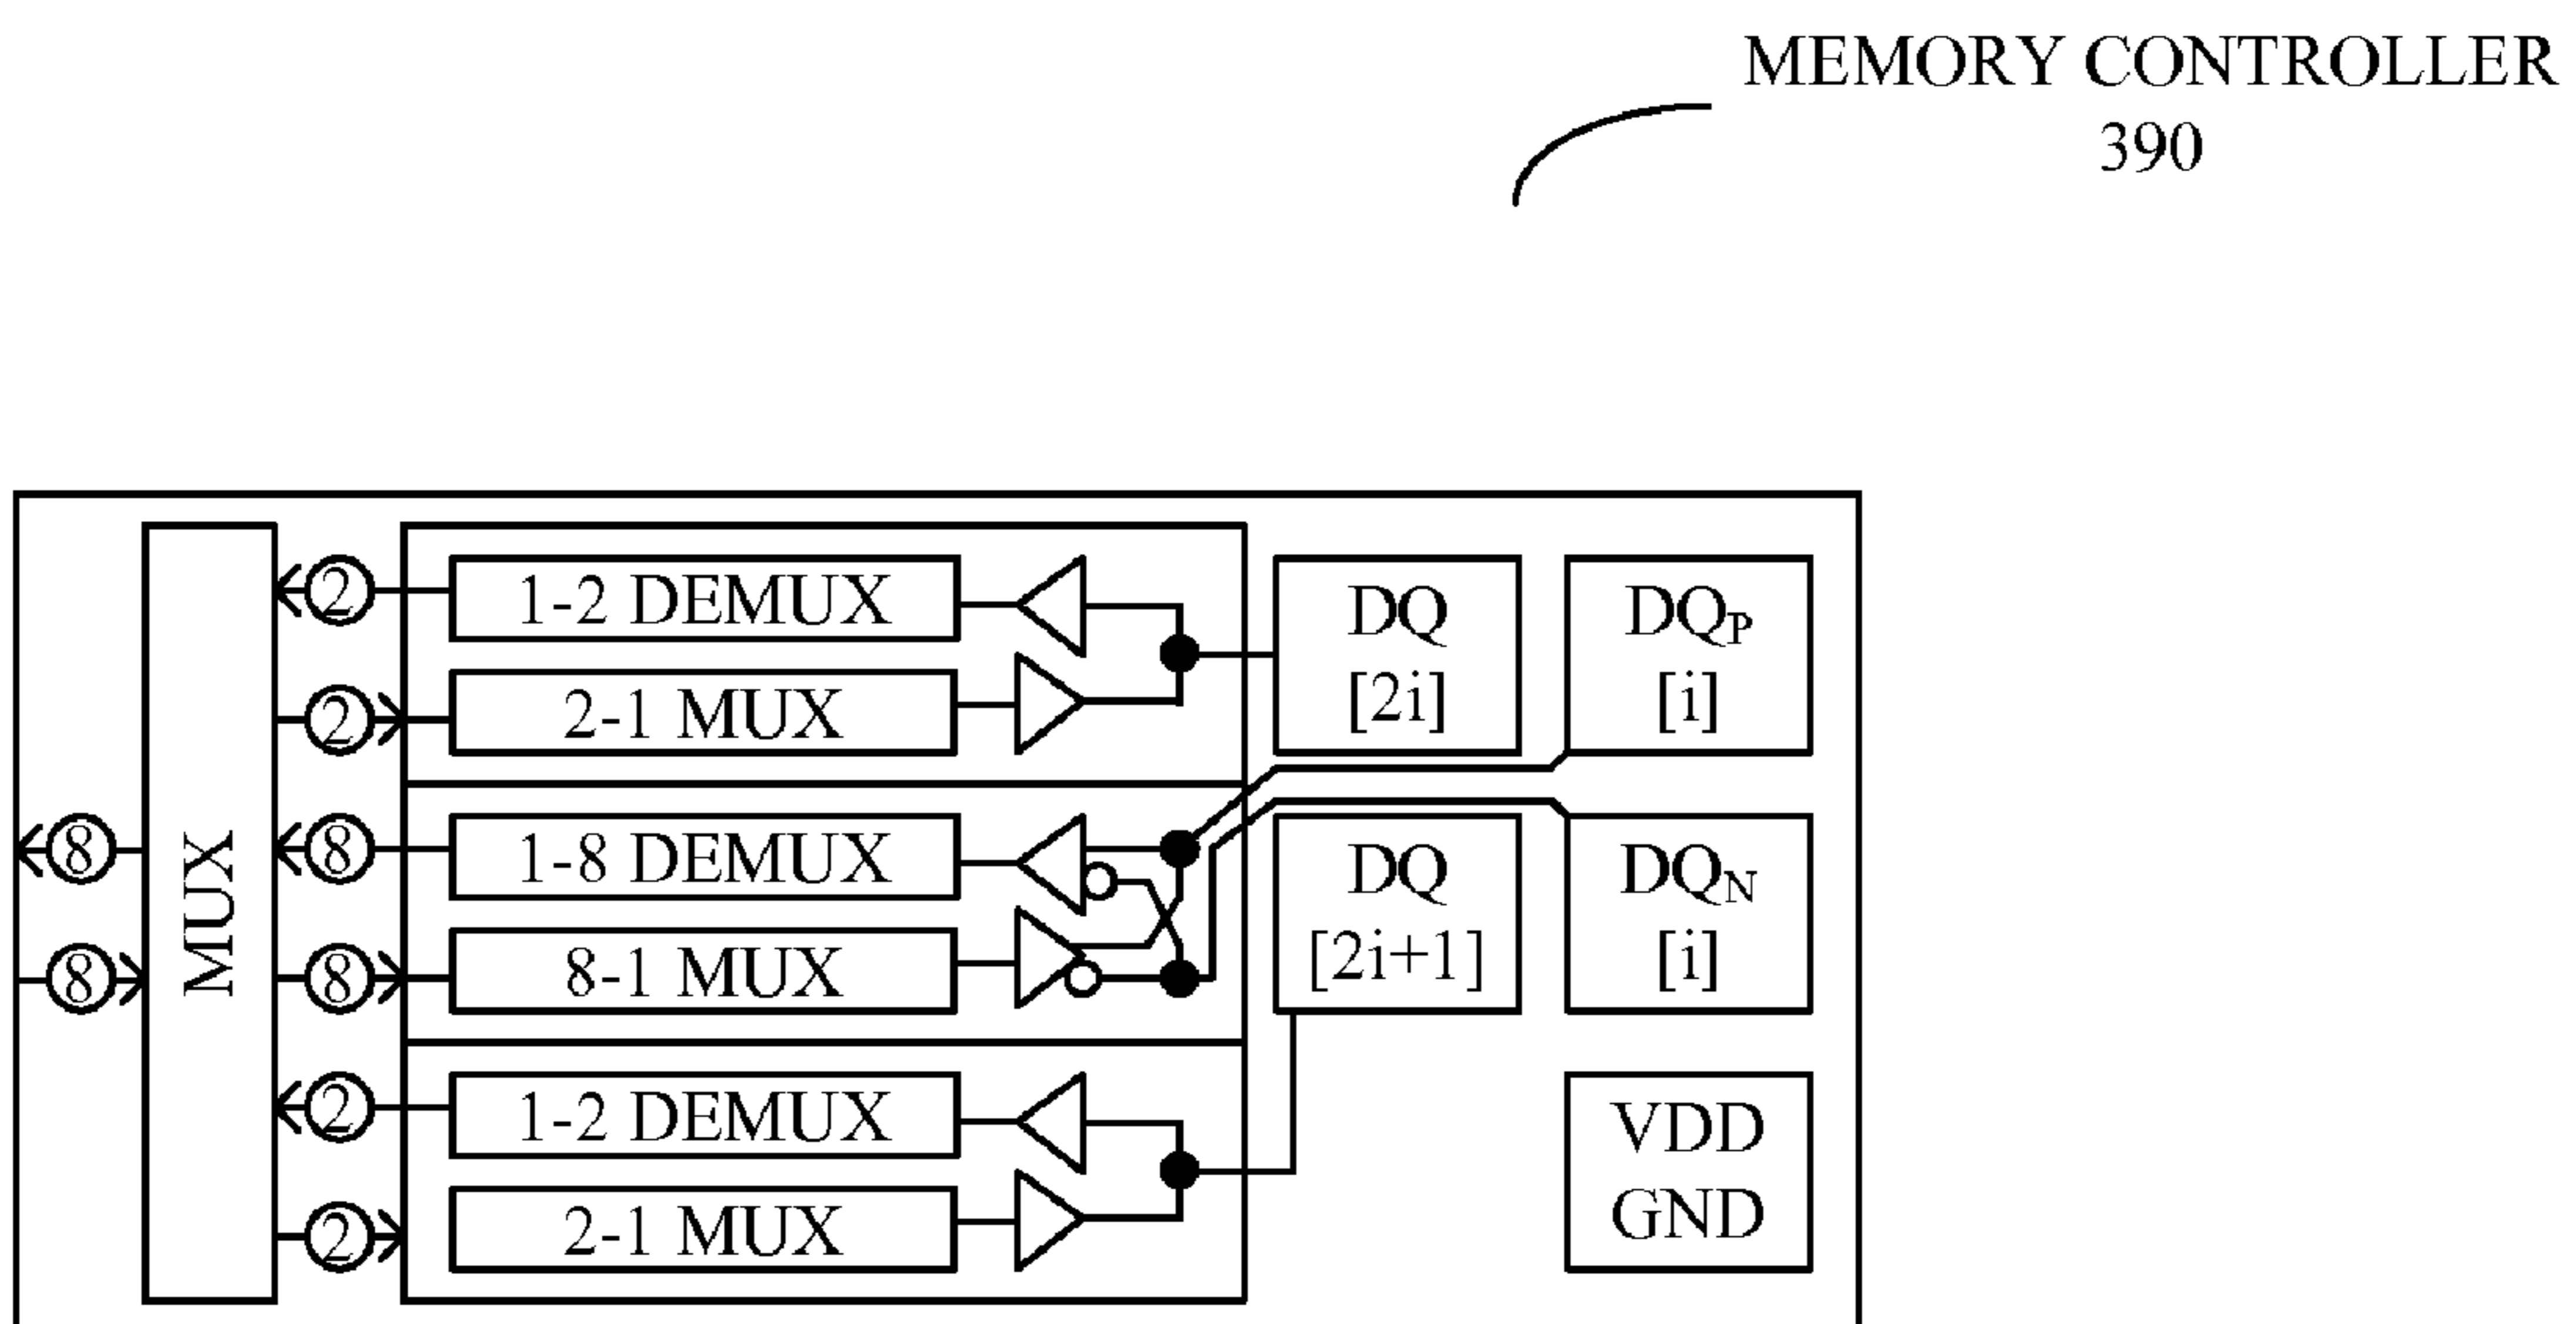 MEMORY CONTROLLER
390
2
1-2 DEMUX
DQ
[2i]
DQP
[i]
2
2-1 MUX
MUX
8
8
1-8 DEMUX
DQ
[2i+1]
DQN
[i]
8
8
8-1 MUX
2
1-2 DEMUX
VDD
GND
2
2-1 MUX